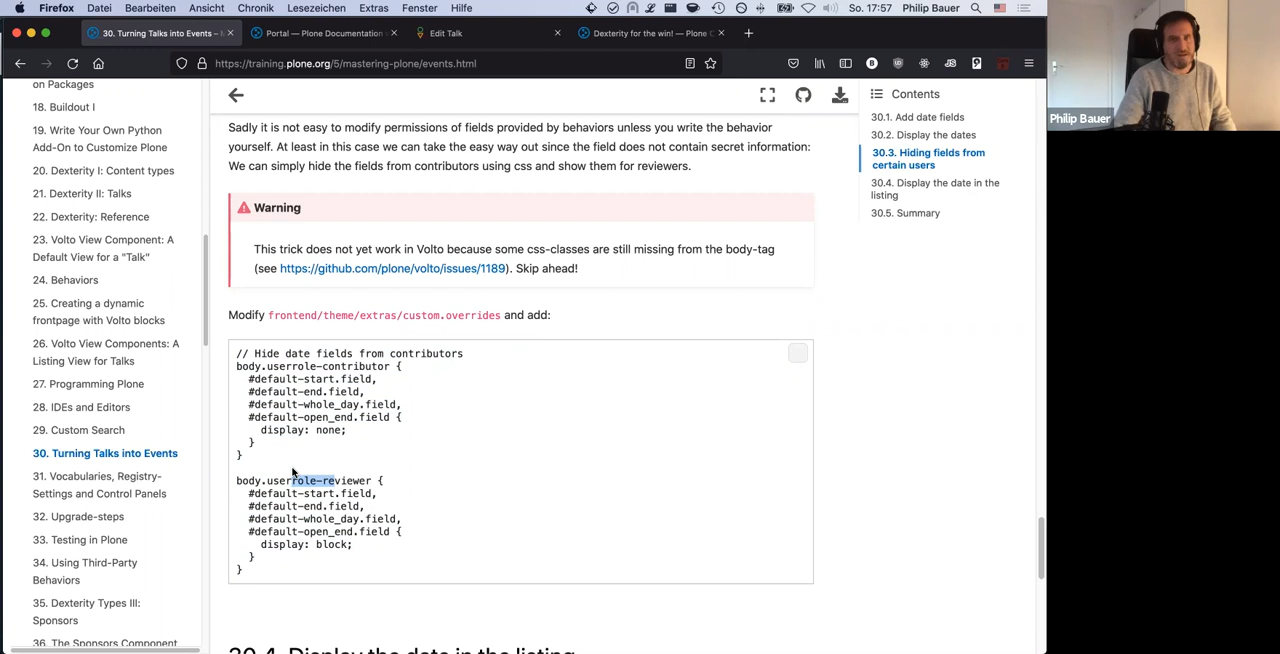 Firefox Datei Bearbeiten Ansicht Chronik Lesezeichen Extras Fenster Hilfe So. 17:57 Philip Bauer
30. Turning Talks into Events –
Portal — Plone Documentation
Edit Talk
Dexterity for the win! — Plone C
https://training.plone.org/5/mastering-plone/events.html
on Packages
18. Buildout I
19. Write Your Own Python
Add-On to Customize Plone
20. Dexterity I: Content types
21. Dexterity II: Talks
22. Dexterity: Reference
23. Volto View Component: A
Default View for a "Talk"
24. Behaviors
25. Creating a dynamic
frontpage with Volto blocks
26. Volto View Components: A
Listing View for Talks
27. Programming Plone
28. IDEs and Editors
29. Custom Search
30. Turning Talks into Events
31. Vocabularies, Registry-
Settings and Control Panels
32. Upgrade-steps
33. Testing in Plone
34. Using Third-Party
Behaviors
35. Dexterity Types III:
Sponsors
36. The Sponsors Component
Sadly it is not easy to modify permissions of fields provided by behaviors unless you write the behavior
yourself. At least in this case we can take the easy way out since the field does not contain secret information:
We can simply hide the fields from contributors using css and show them for reviewers.
Warning
This trick does not yet work in Volto because some css-classes are still missing from the body-tag
(see https://github.com/plone/volto/issues/1189). Skip ahead!
Modify frontend/theme/extras/custom.overrides and add:
// Hide date fields from contributors
body.userrole-contributor {
#default-start.field,
#default-end.field,
#default-whole_day.field,
#default-open_end.field {
display: none;
}
}
body.userrole-reviewer {
#default-start.field,
#default-end.field,
#default-whole_day.field,
#default-open_end.field {
display: block;
}
}
30.4. Display the date in the listing
Contents
30.1. Add date fields
30.2. Display the dates
30.3. Hiding fields from
certain users
30.4. Display the date in the
listing
30.5. Summary
Philip Bauer